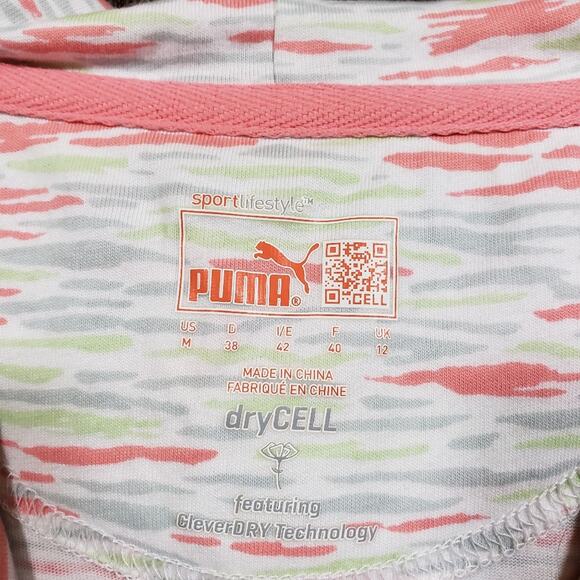 sportlifestyle™
PUMA®
CELL
US D I/E F UK
M 38 42 40 12
MADE IN CHINA
FABRIQUÉ EN CHINE
dryCELL
featuring
CleverDRY Technology